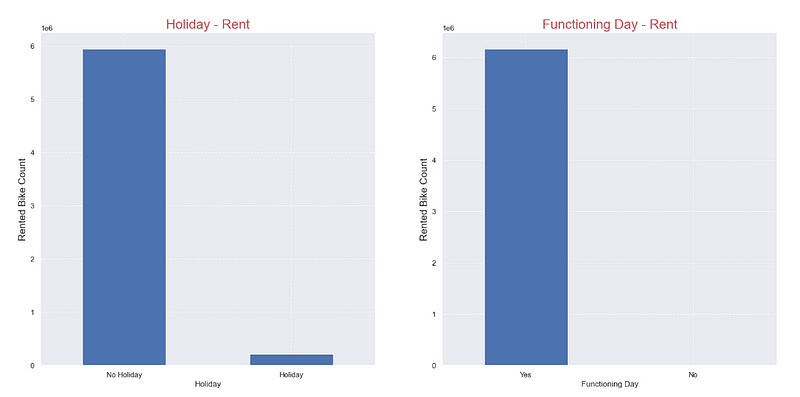 Holiday - Rent
1e6
6
5
4
3
2
1
0
Rented Bike Count
No Holiday
Holiday
Holiday
Functioning Day - Rent
1e6
6
5
4
3
2
1
0
Rented Bike Count
Yes
No
Functioning Day